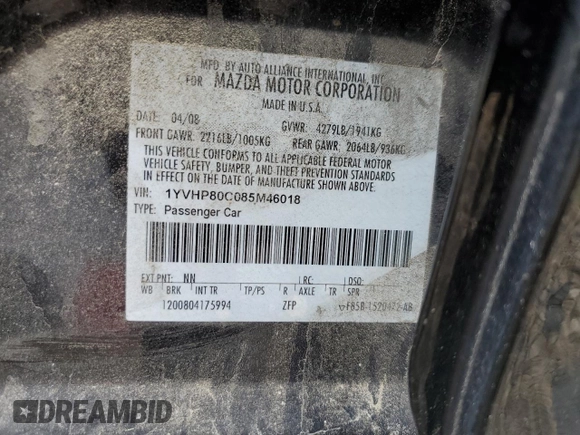 MFD. BY AUTO ALLIANCE INTERNATIONAL, INC.
FOR MAZDA MOTOR CORPORATION
MADE IN U.S.A.
DATE: 04/08 GVWR: 4279LB/1941KG
FRONT GAWR: 2216LB/1005KG REAR GAWR: 2064LB/936KG
THIS VEHICLE CONFORMS TO ALL APPLICABLE FEDERAL MOTOR
VEHICLE SAFETY, BUMPER, AND THEFT PREVENTION STANDARDS
IN EFFECT ON THE DATE OF MANUFACTURE SHOWN ABOVE.
VIN: 1YVHP80C085M46018
TYPE: Passenger Car
EXT PNT: NN RC: DSO:
WB BRK INT TR TP/PS R AXLE TR SPR
1200804175994 ZFP
DREAMBID